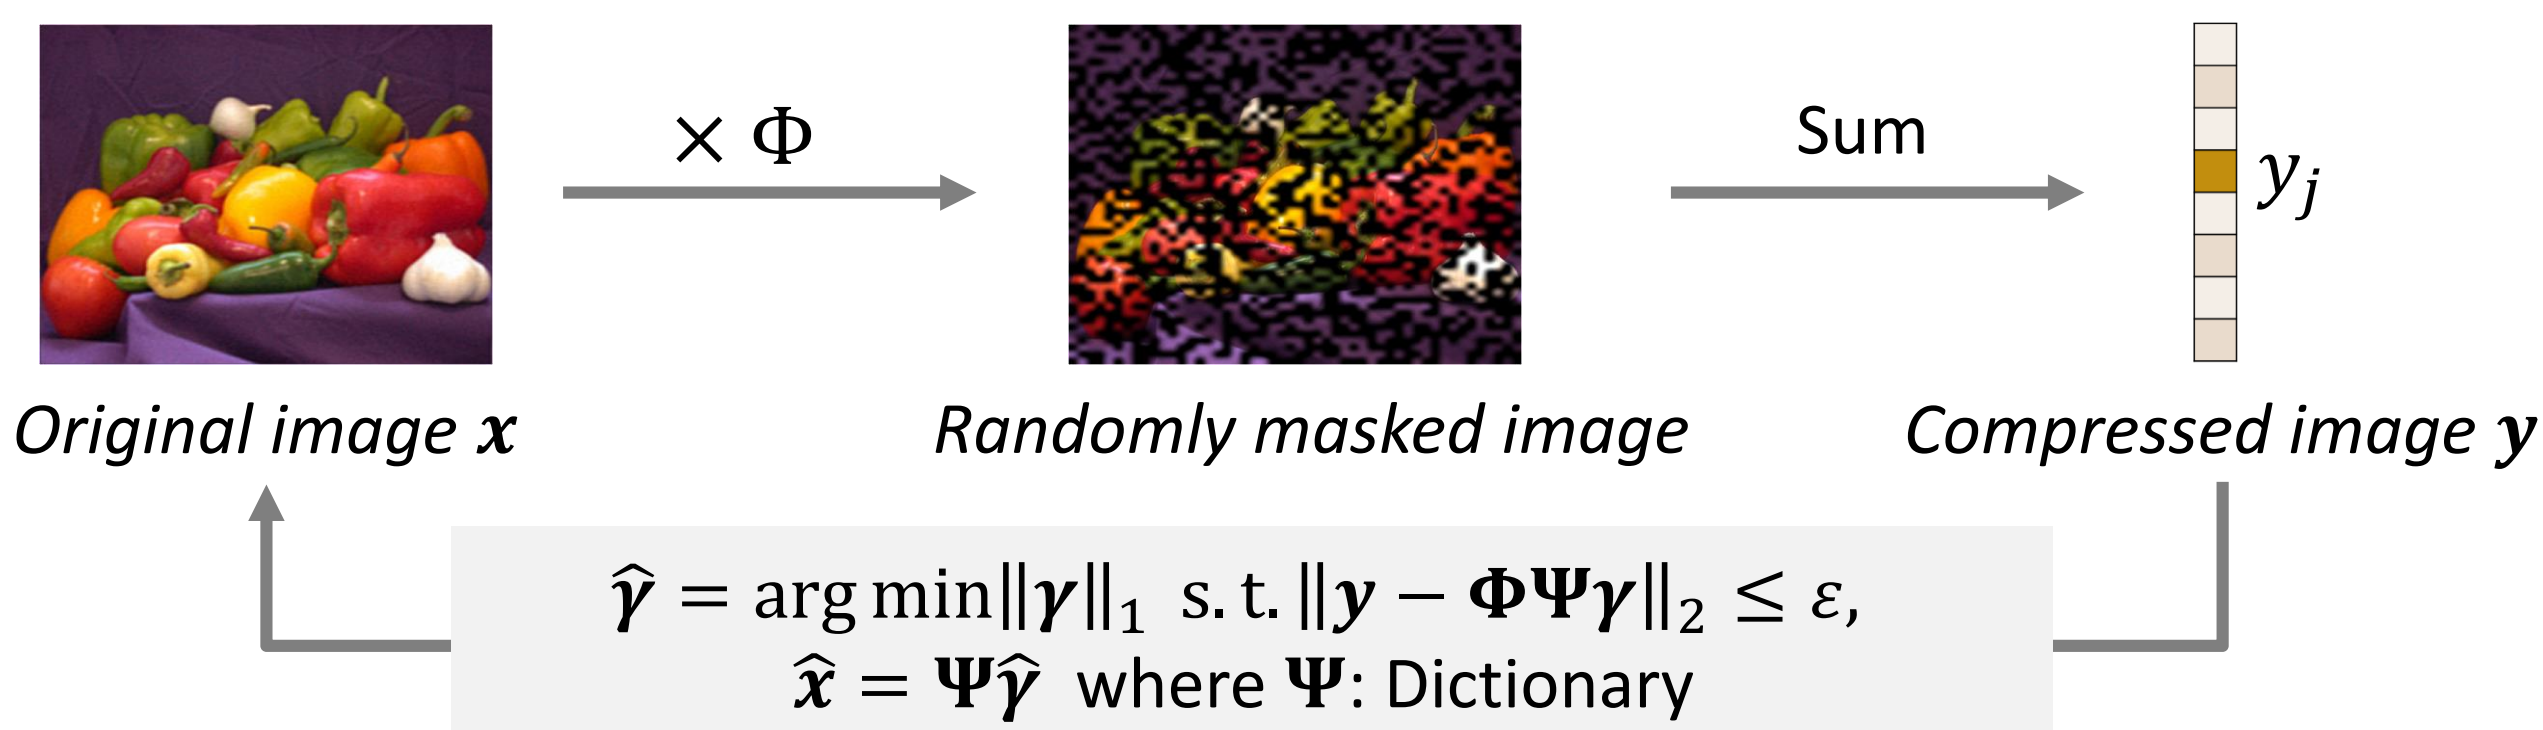 × Φ
Sum
y_j
Original image x
Randomly masked image
Compressed image y
γ̂ = arg min‖γ‖₁ s. t. ‖y − ΦΨγ‖₂ ≤ ε,
x̂ = Ψγ̂ where Ψ: Dictionary